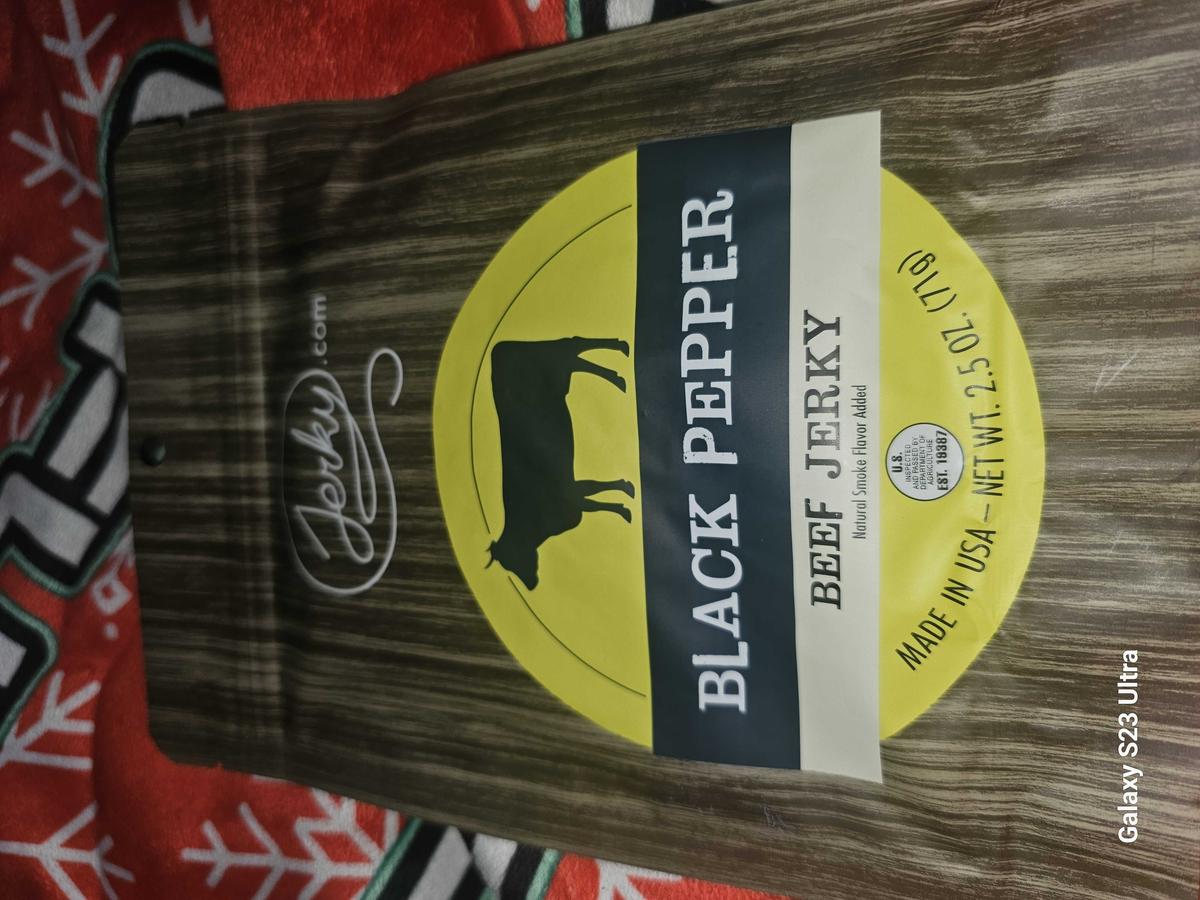 Jerky.com
BLACK PEPPER
BEEF JERKY
Natural Smoke Flavor Added
U.S.
INSPECTED
AND PASSED BY
DEPARTMENT OF
AGRICULTURE
EST. 19387
MADE IN USA – NET WT. 2.5 OZ. (71g)
Galaxy S23 Ultra